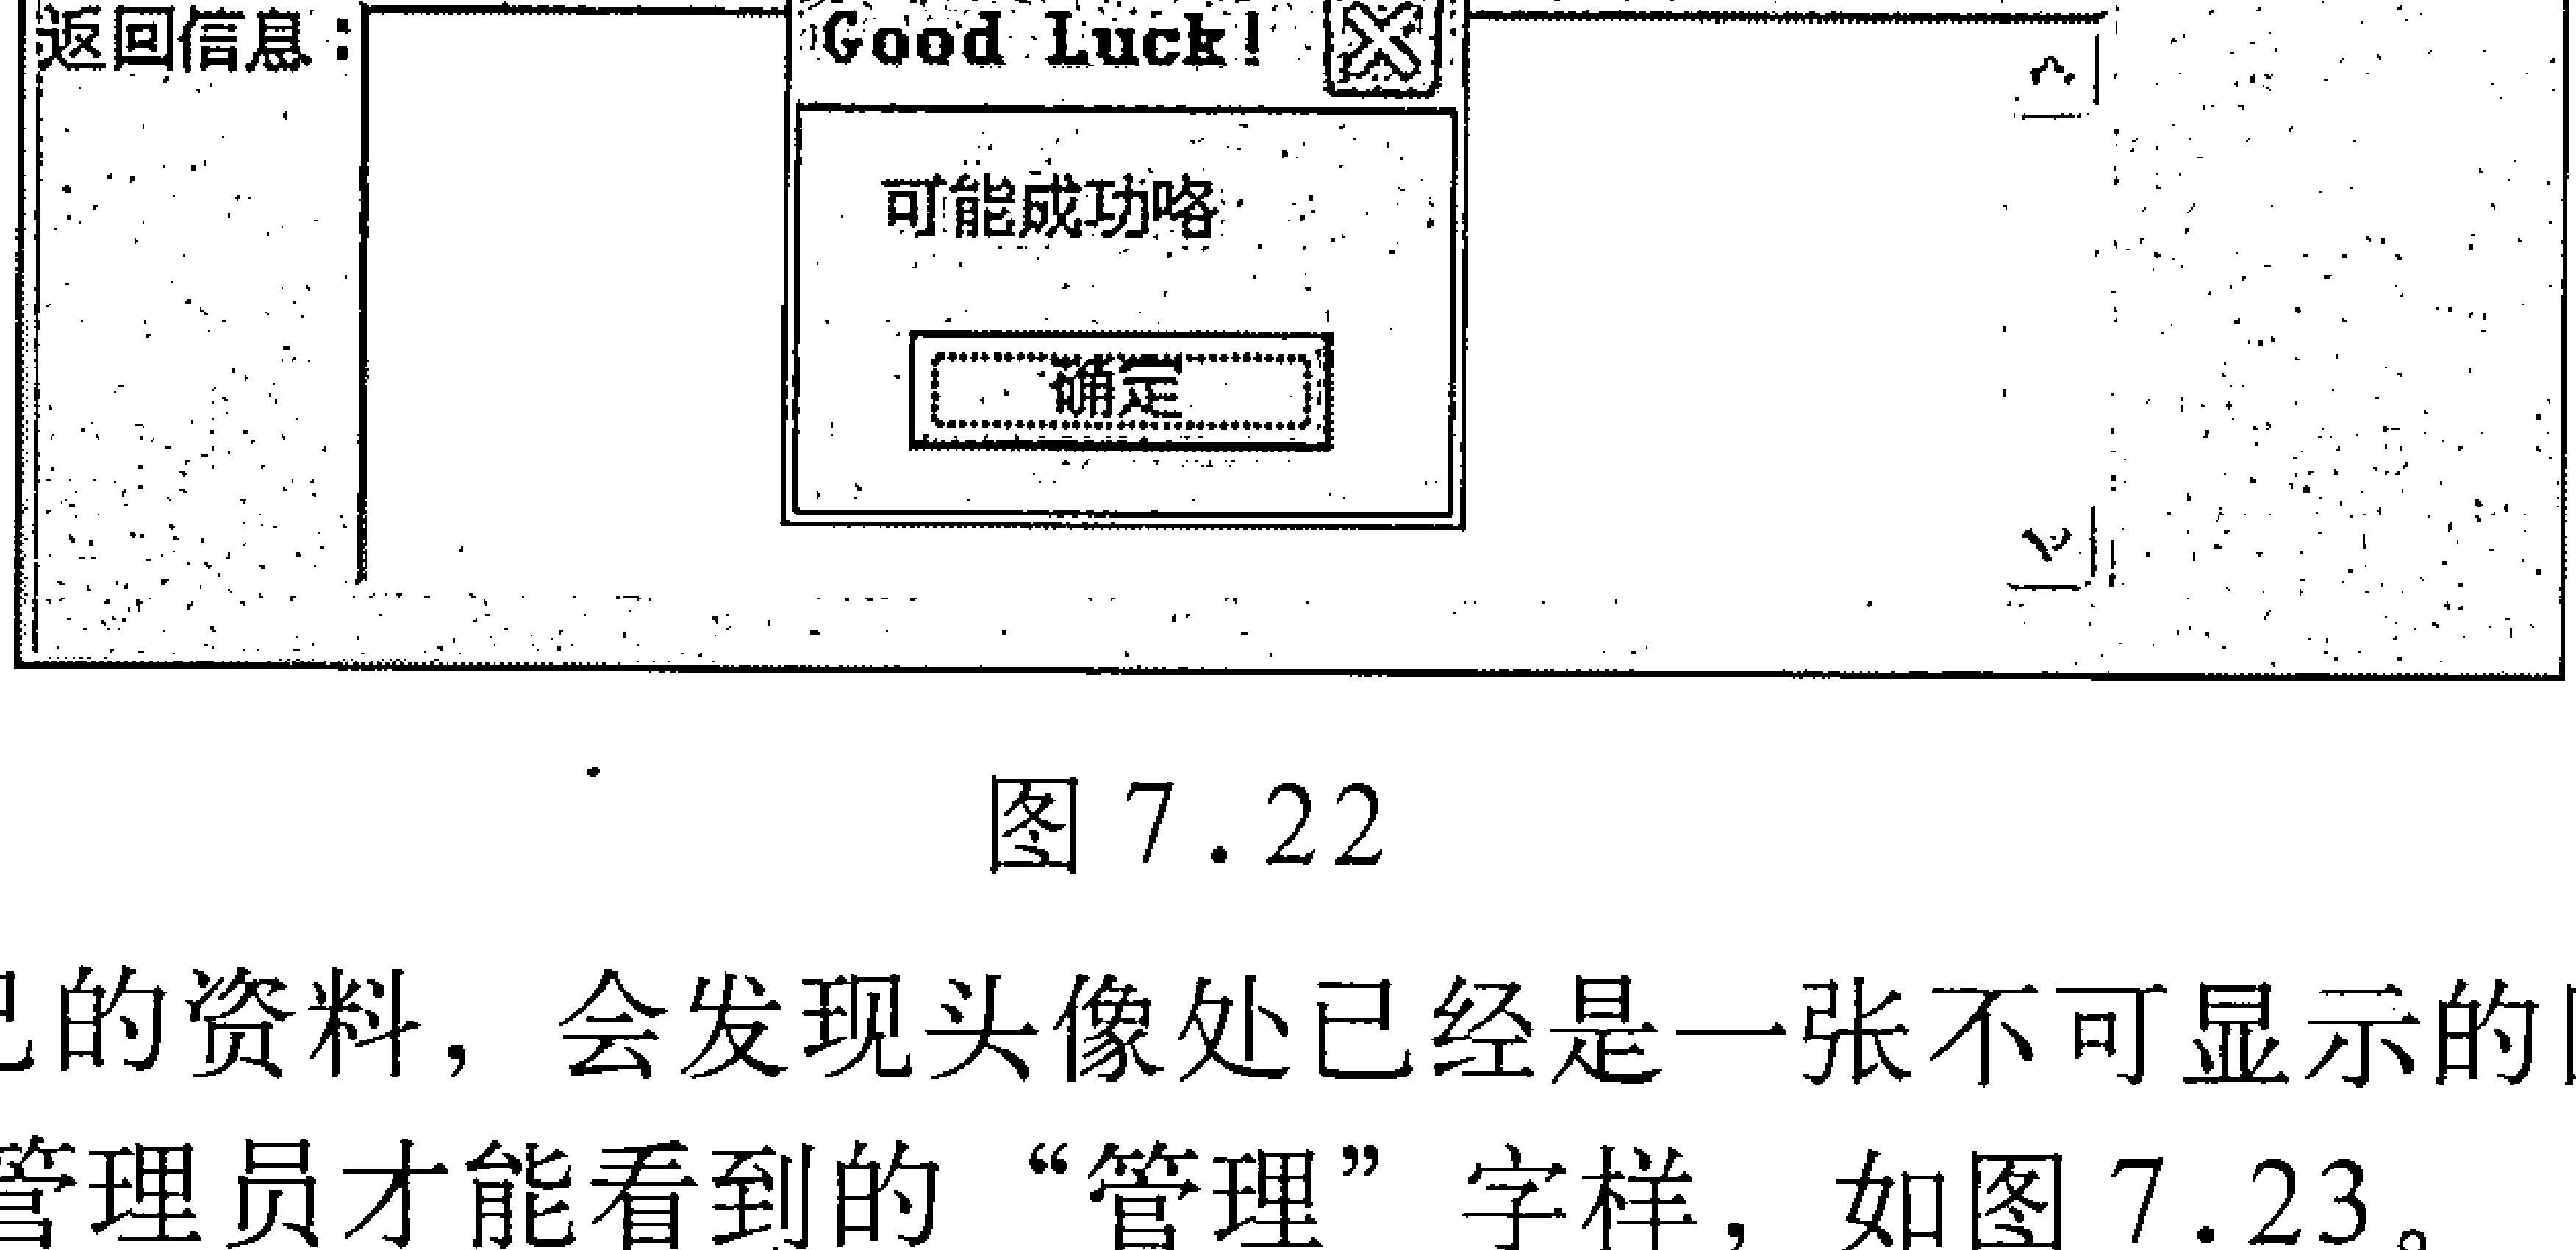 返回信息：
Good Luck!
可能成功咯
确定
图 7.22
的资料，会发现头像处已经是一张不可显示的
管理员才能看到的 “管理” 字样，如图 7.23。